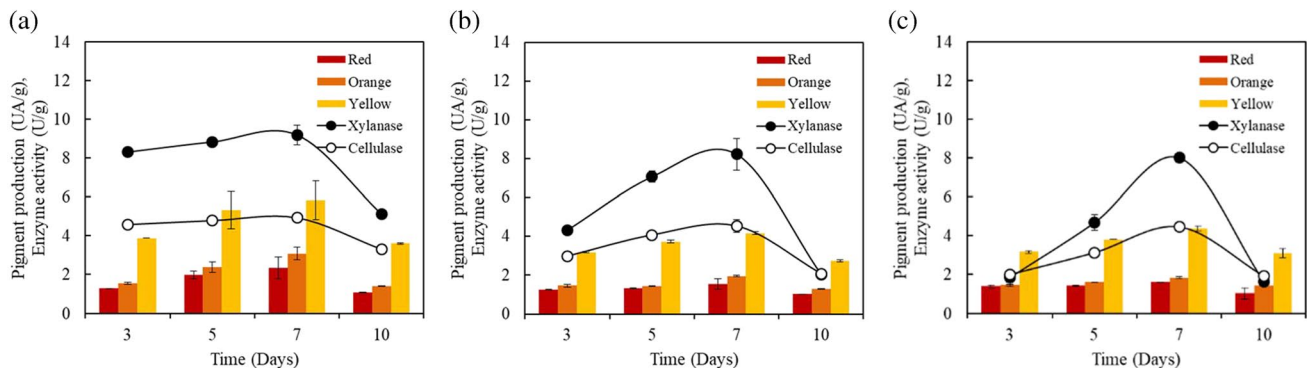 (a)
Pigment production (UA/g),
Enzyme activity (U/g)
14
12
10
8
6
4
2
0
Red
Orange
Yellow
Xylanase
Cellulase
3 5 7 10
Time (Days)
(b)
Pigment production (UA/g),
Enzyme activity (U/g)
14
12
10
8
6
4
2
0
Red
Orange
Yellow
Xylanase
Cellulase
3 5 7 10
Time (Days)
(c)
Pigment production (UA/g),
Enzyme activity (U/g)
14
12
10
8
6
4
2
0
Red
Orange
Yellow
Xylanase
Cellulase
3 5 7 10
Time (Days)